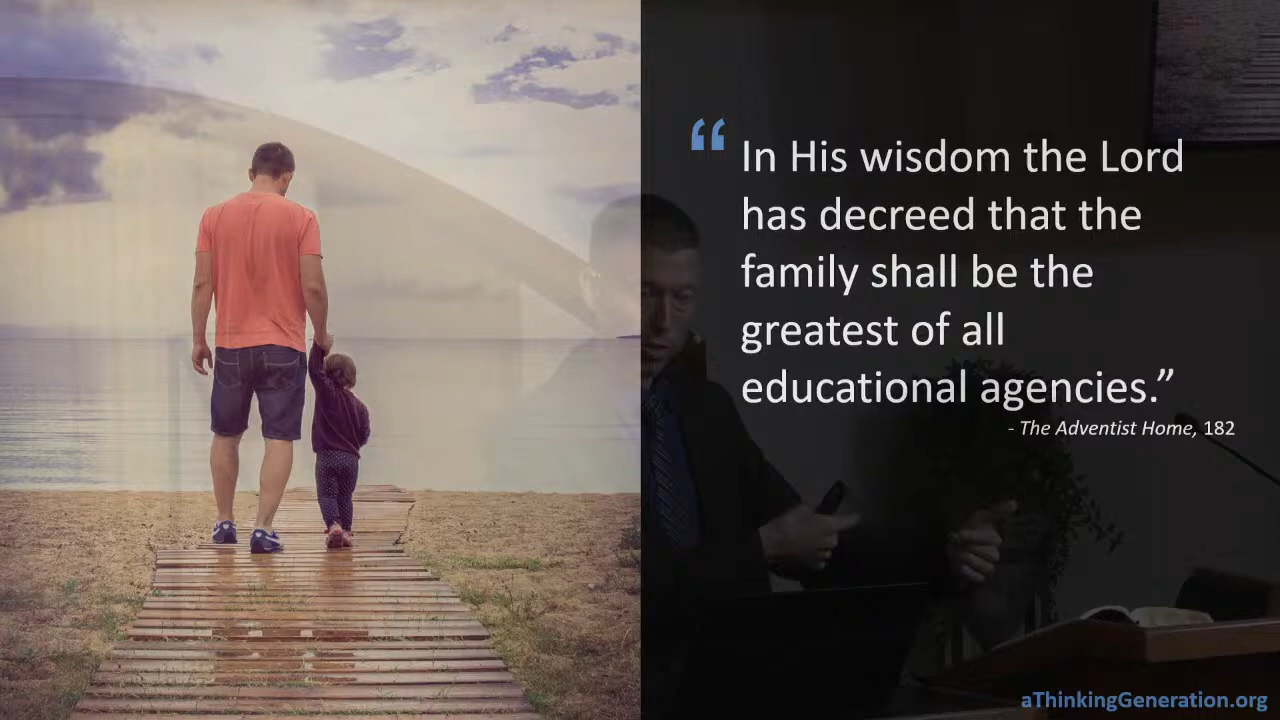 “ In His wisdom the Lord
has decreed that the
family shall be the
greatest of all
educational agencies.”
- The Adventist Home, 182
aThinkingGeneration.org